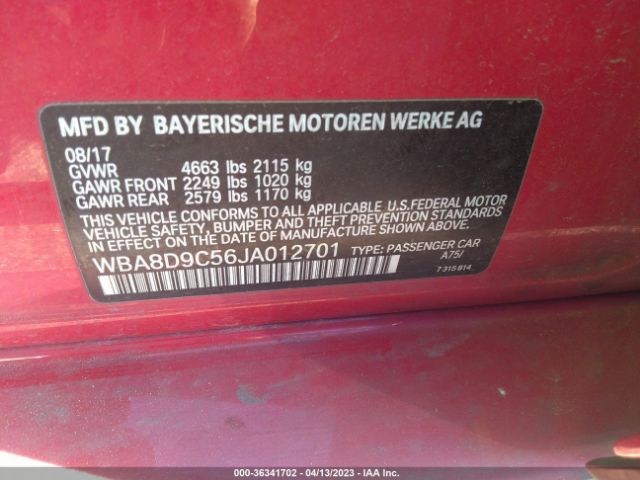 MFD BY BAYERISCHE MOTOREN WERKE AG
08/17
GVWR 4663 lbs 2115 kg
GAWR FRONT 2249 lbs 1020 kg
GAWR REAR 2579 lbs 1170 kg
THIS VEHICLE CONFORMS TO ALL APPLICABLE U.S.FEDERAL MOTOR
VEHICLE SAFETY, BUMPER AND THEFT PREVENTION STANDARDS
IN EFFECT ON THE DATE OF MANUFACTURE SHOWN ABOVE.
WBA8D9C56JA012701 TYPE: PASSENGER CAR
A75/
7 315 814
000-36341702 - 04/13/2023 - IAA Inc.